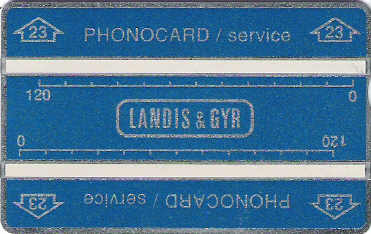 23 PHONOCARD / service 23
120 0
LANDIS & GYR
0 120
23 PHONOCARD / service 23